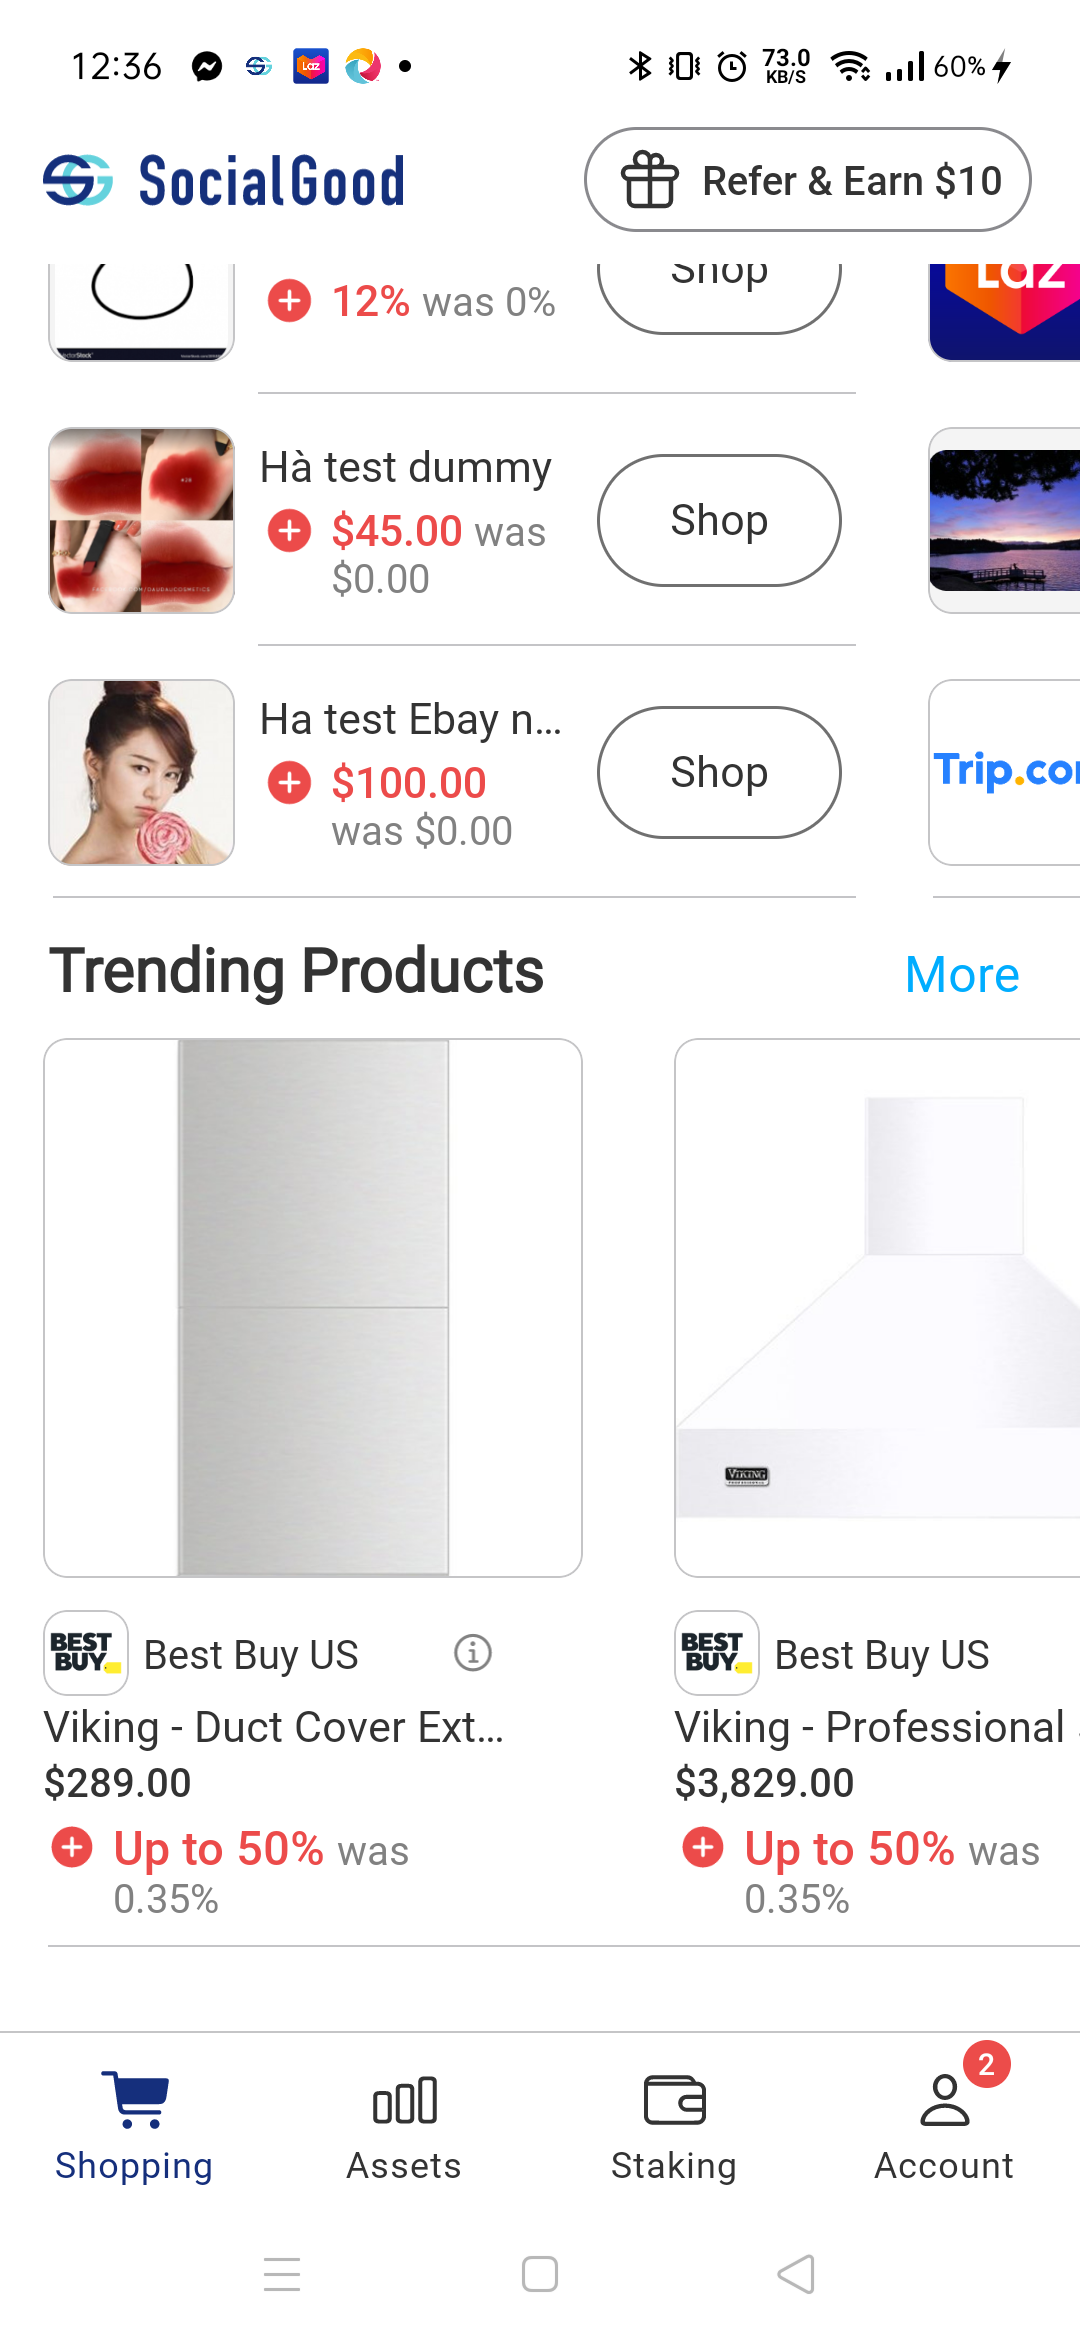 12:36
Laz
73.0
KB/S
60%
SocialGood
Refer & Earn $10
12% was 0%
Shop
Laz
VectorStock
Hà test dummy
$45.00 was
$0.00
Shop
Ha test Ebay n...
$100.00
was $0.00
Shop
Trip.co
Trending Products
More
VIKING
BEST
BUY
Best Buy US
Viking - Duct Cover Ext...
$289.00
Up to 50% was
0.35%
BEST
BUY
Best Buy US
Viking - Professional
$3,829.00
Up to 50% was
0.35%
Shopping
Assets
Staking
2
Account